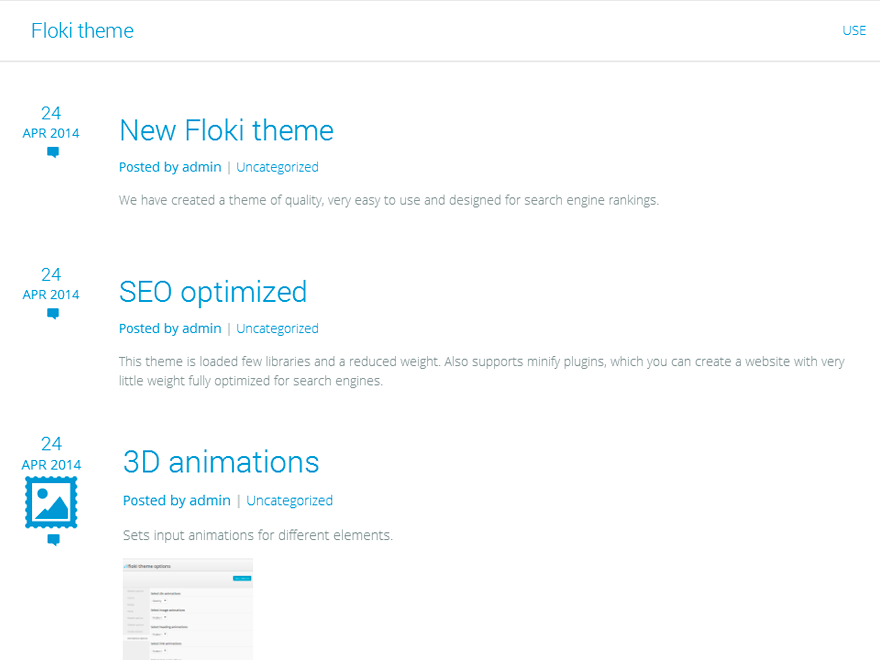 Floki theme
USE
24
APR 2014
New Floki theme
Posted by admin | Uncategorized
We have created a theme of quality, very easy to use and designed for search engine rankings.
24
APR 2014
SEO optimized
Posted by admin | Uncategorized
This theme is loaded few libraries and a reduced weight. Also supports minify plugins, which you can create a website with very
little weight fully optimized for search engines.
24
APR 2014
3D animations
Posted by admin | Uncategorized
Sets input animations for different elements.
floki theme options